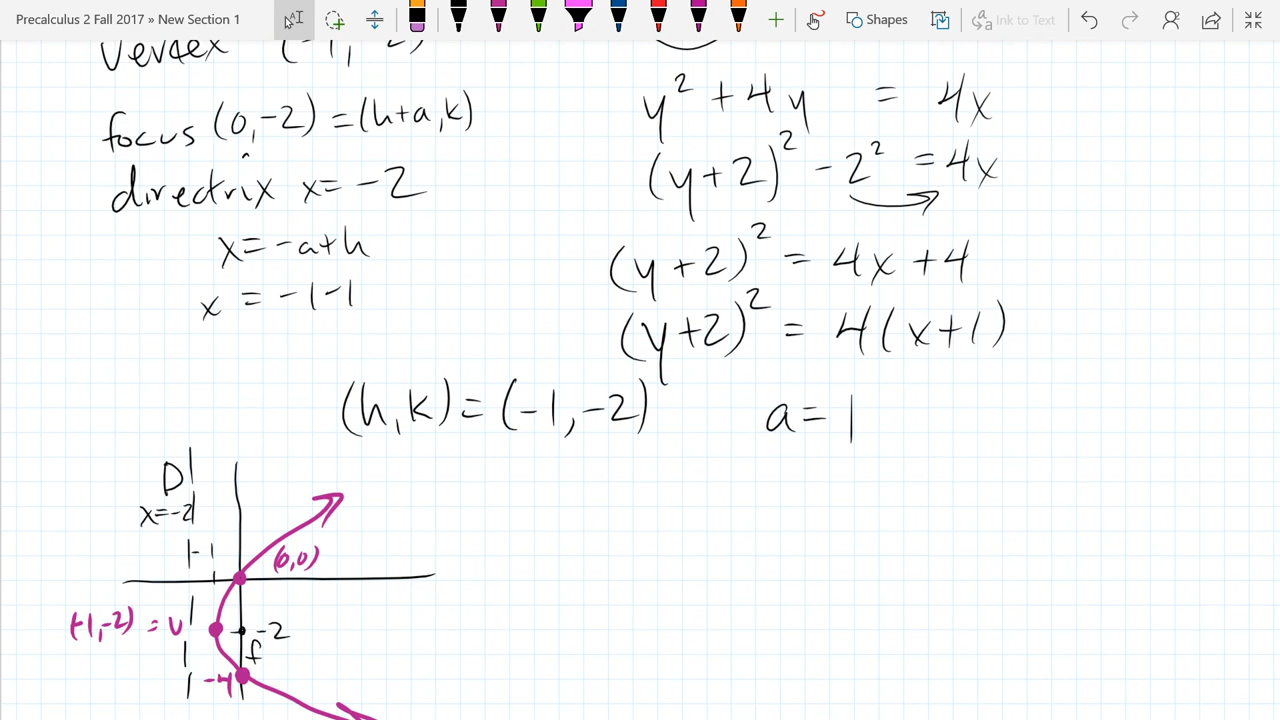 Precalculus 2 Fall 2017 » New Section 1
Shapes
Ink to Text
vertex (-1, -2)
focus (0, -2) = (h+a, k)
directrix x = -2
x = -a+h
x = -1-1
y² + 4y = 4x
(y+2)² - 2² = 4x
(y+2)² = 4x + 4
(y+2)² = 4(x+1)
(h, k) = (-1, -2)
a = 1
D
x=-2
-1
(0,0)
(-1,-2) = V
-2
f
-4